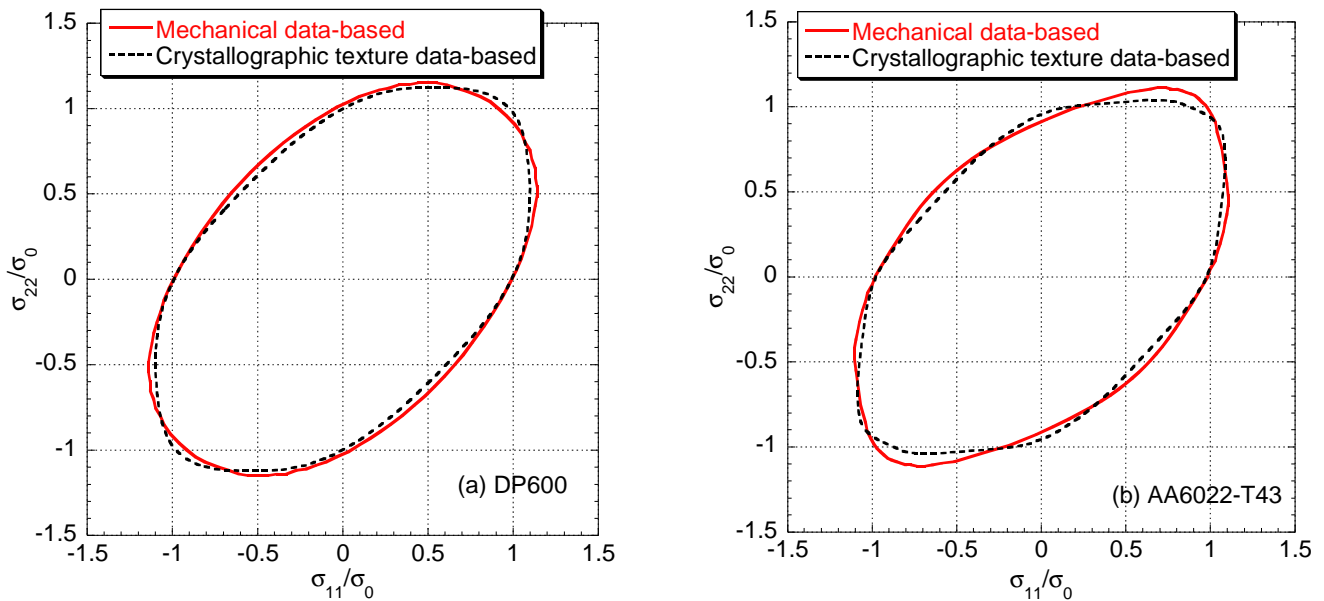 Mechanical data-based
Crystallographic texture data-based
1.5
1
0.5
0
-0.5
-1
-1.5
σ22/σ0
(a) DP600
-1.5
-1
-0.5
0
0.5
1
1.5
σ11/σ0
Mechanical data-based
Crystallographic texture data-based
1.5
1
0.5
0
-0.5
-1
-1.5
σ22/σ0
(b) AA6022-T43
-1.5
-1
-0.5
0
0.5
1
1.5
σ11/σ0